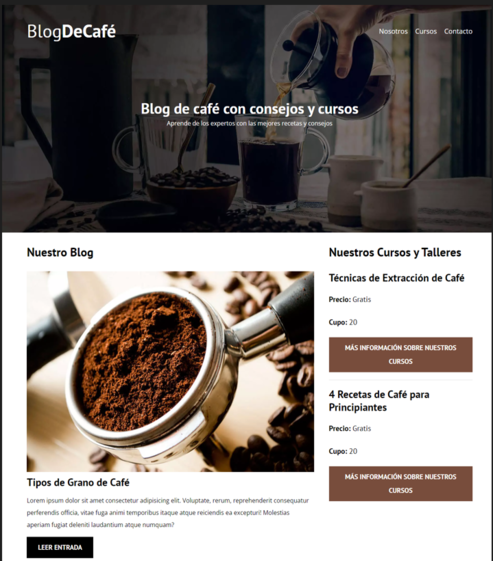 BlogDeCafé
Nosotros Cursos Contacto
Blog de café con consejos y cursos
Aprende de los expertos con las mejores recetas y consejos
Nuestro Blog
Tipos de Grano de Café
Lorem ipsum dolor sit amet consectetur adipisicing elit. Voluptate, rerum, reprehenderit consequatur
perferendis officia, vitae fuga animi temporibus itaque atque reiciendis ea excepturi! Molestias
aperiam fugiat deleniti laudantium atque numquam?
LEER ENTRADA
Nuestros Cursos y Talleres
Técnicas de Extracción de Café
Precio: Gratis
Cupo: 20
MÁS INFORMACIÓN SOBRE NUESTROS
CURSOS
4 Recetas de Café para
Principiantes
Precio: Gratis
Cupo: 20
MÁS INFORMACIÓN SOBRE NUESTROS
CURSOS